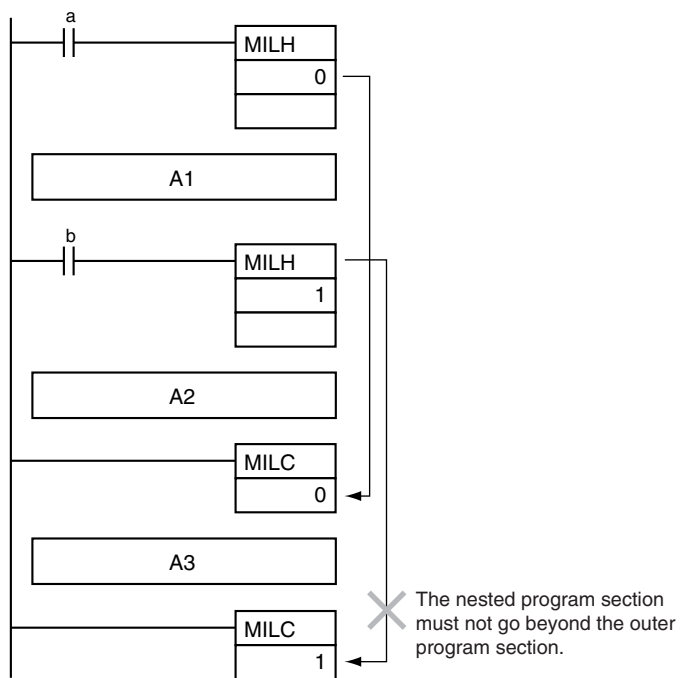 a
MILH
0
A1
b
MILH
1
A2
MILC
0
A3
The nested program section
must not go beyond the outer
program section.
MILC
1